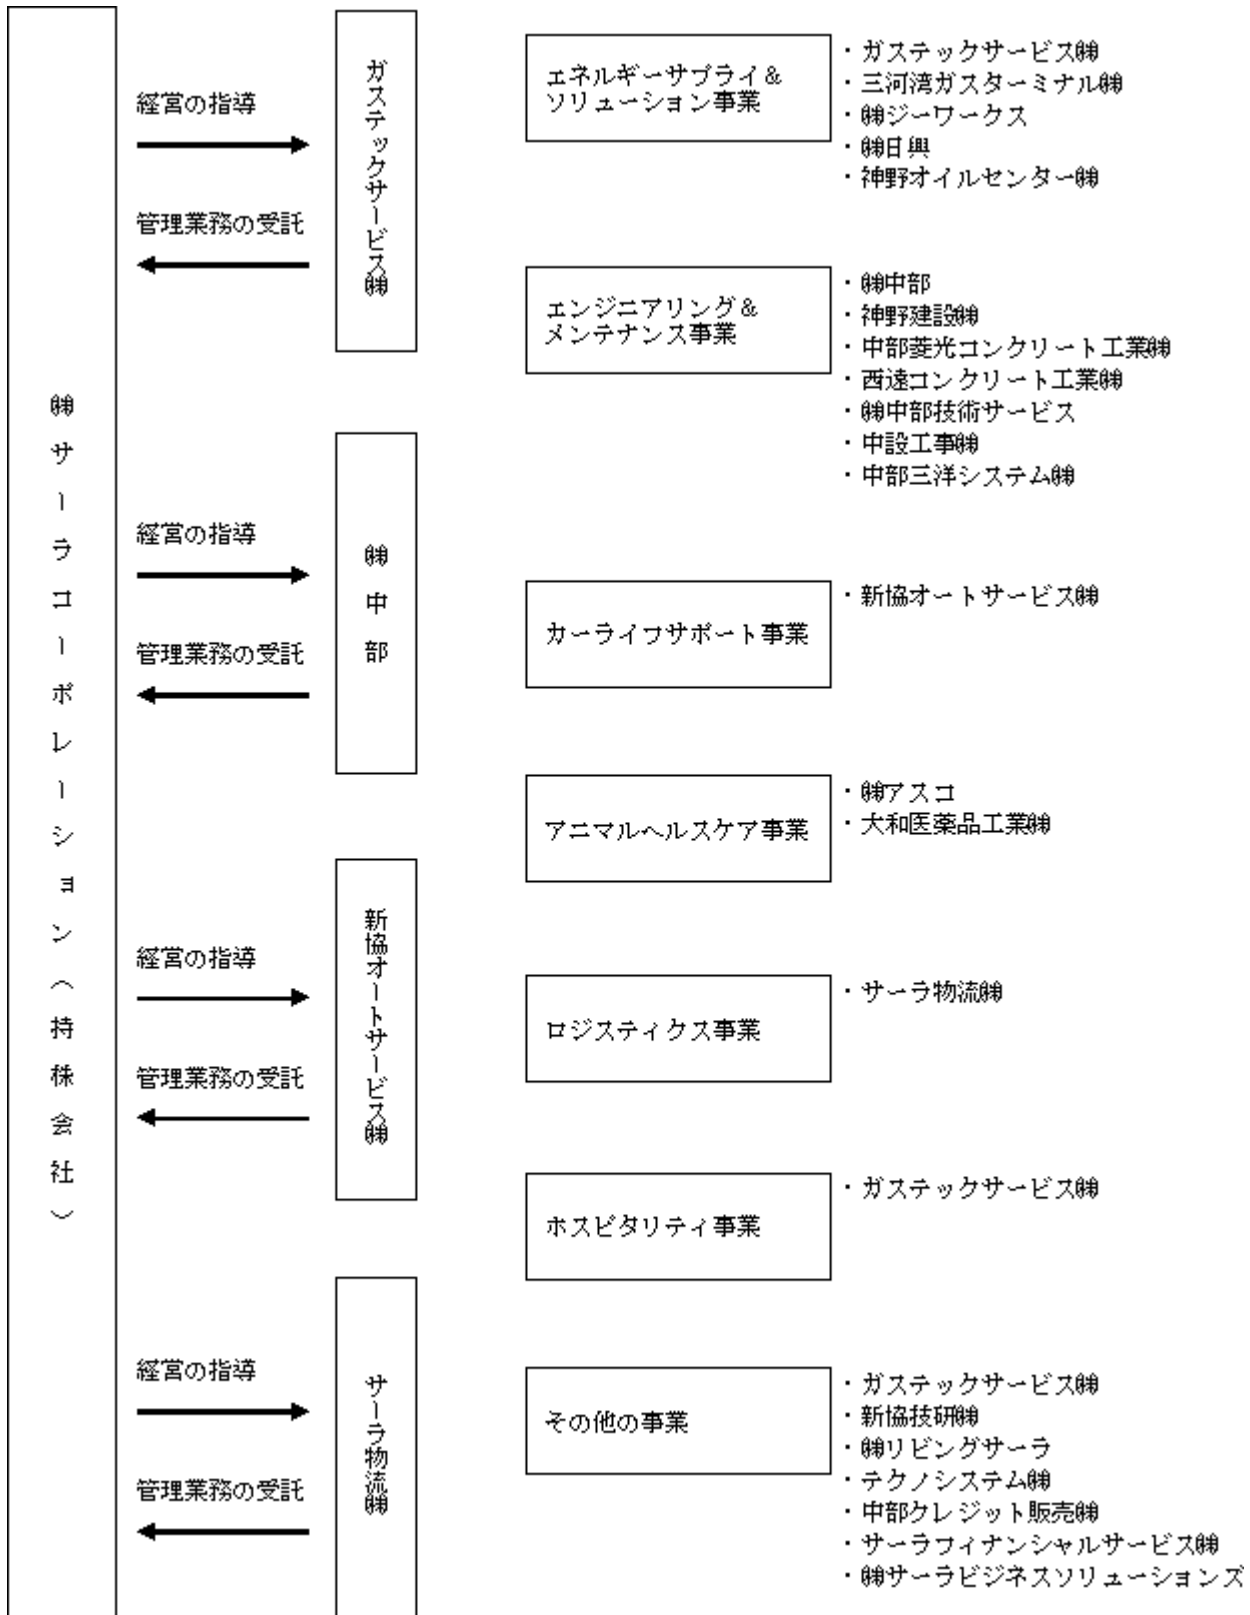 ㈱サーラコーポレーション（持株会社）
経営の指導
管理業務の受託
ガステックサービス㈱
経営の指導
管理業務の受託
㈱中部
経営の指導
管理業務の受託
新協オートサービス㈱
経営の指導
管理業務の受託
サーラ物流㈱
エネルギーサプライ＆
ソリューション事業
・ガステックサービス㈱
・三河湾ガスターミナル㈱
・㈱ジーワークス
・㈱日興
・神野オイルセンター㈱
エンジニアリング＆
メンテナンス事業
・㈱中部
・神野建設㈱
・中部菱光コンクリート工業㈱
・西遠コンクリート工業㈱
・㈱中部技術サービス
・中設工事㈱
・中部三洋システム㈱
カーライフサポート事業
・新協オートサービス㈱
アニマルヘルスケア事業
・㈱アスコ
・大和医薬品工業㈱
ロジスティクス事業
・サーラ物流㈱
ホスピタリティ事業
・ガステックサービス㈱
その他の事業
・ガステックサービス㈱
・新協技研㈱
・㈱リビングサーラ
・テクノシステム㈱
・中部クレジット販売㈱
・サーラフィナンシャルサービス㈱
・㈱サーラビジネスソリューションズ